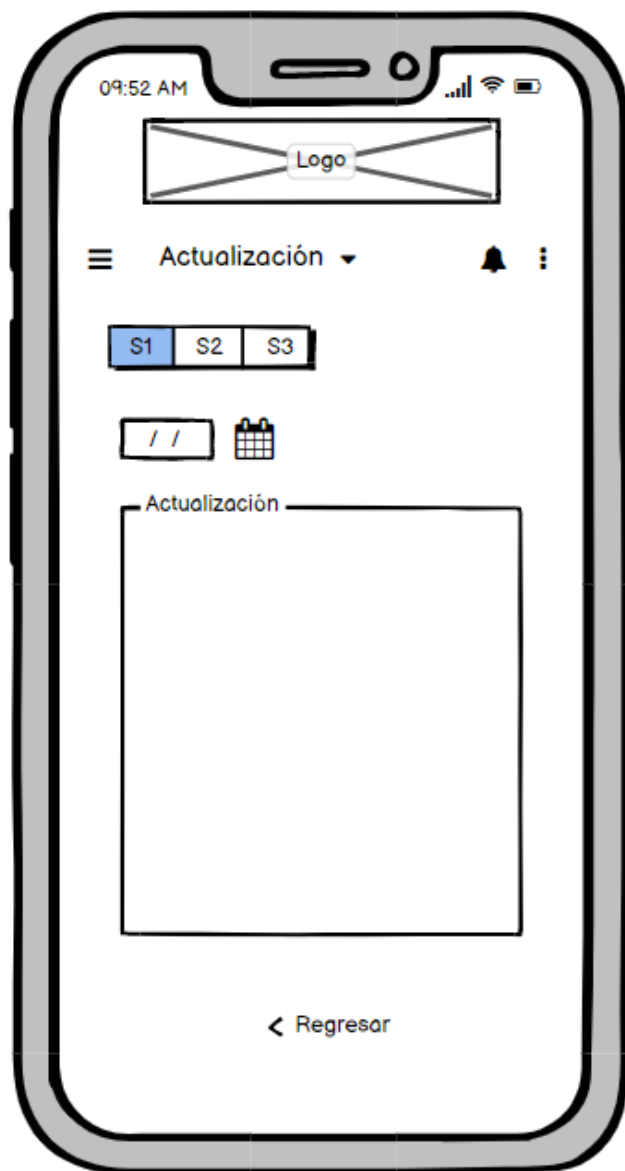 09:52 AM
Logo
Actualización
S1 S2 S3
/ /
Actualización
Regresar